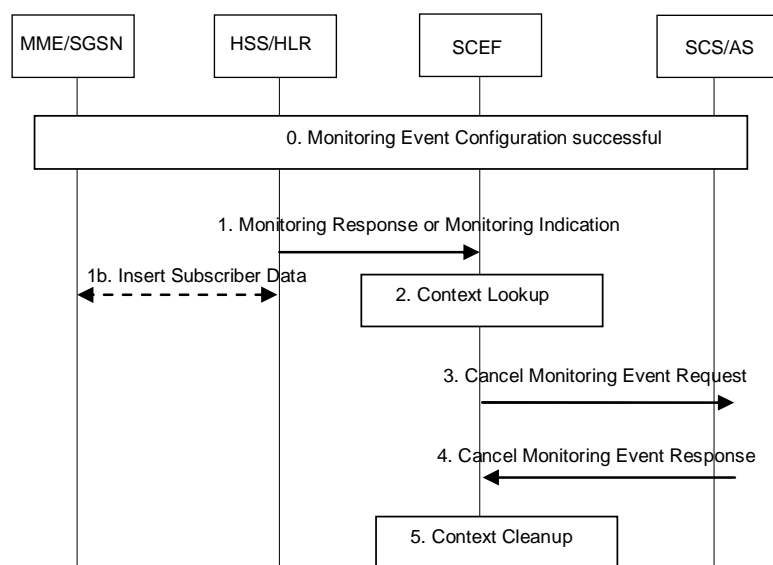 MME/SGSN
HSS/HLR
SCEF
SCS/AS
0. Monitoring Event Configuration successful
1. Monitoring Response or Monitoring Indication
1b. Insert Subscriber Data
2. Context Lookup
3. Cancel Monitoring Event Request
4. Cancel Monitoring Event Response
5. Context Cleanup